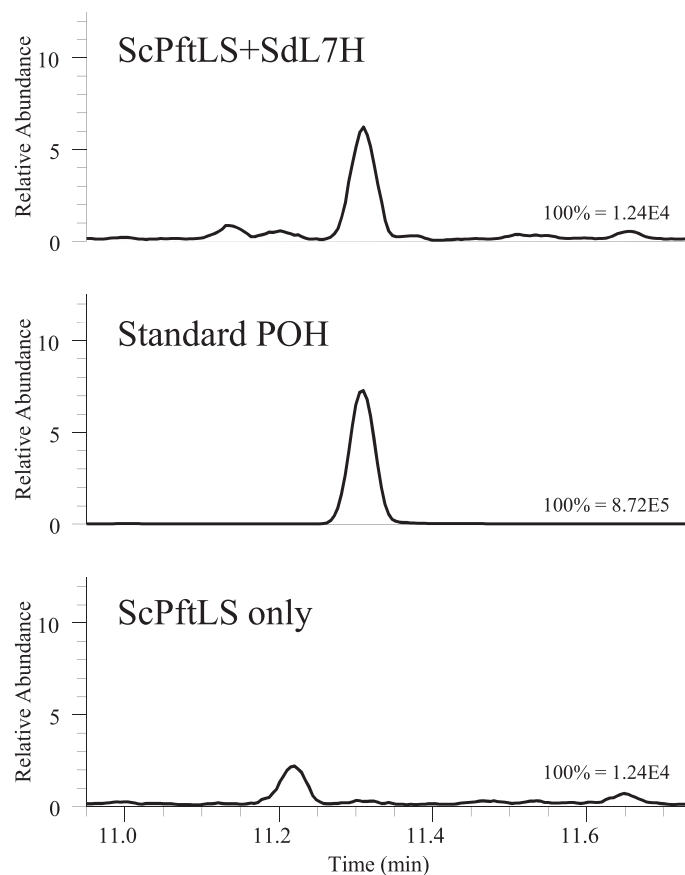 ScPftLS+SdL7H
Relative Abundance
10
5
0
100% = 1.24E4
Standard POH
Relative Abundance
10
5
0
100% = 8.72E5
ScPftLS only
Relative Abundance
10
5
0
100% = 1.24E4
11.0 11.2 11.4 11.6
Time (min)